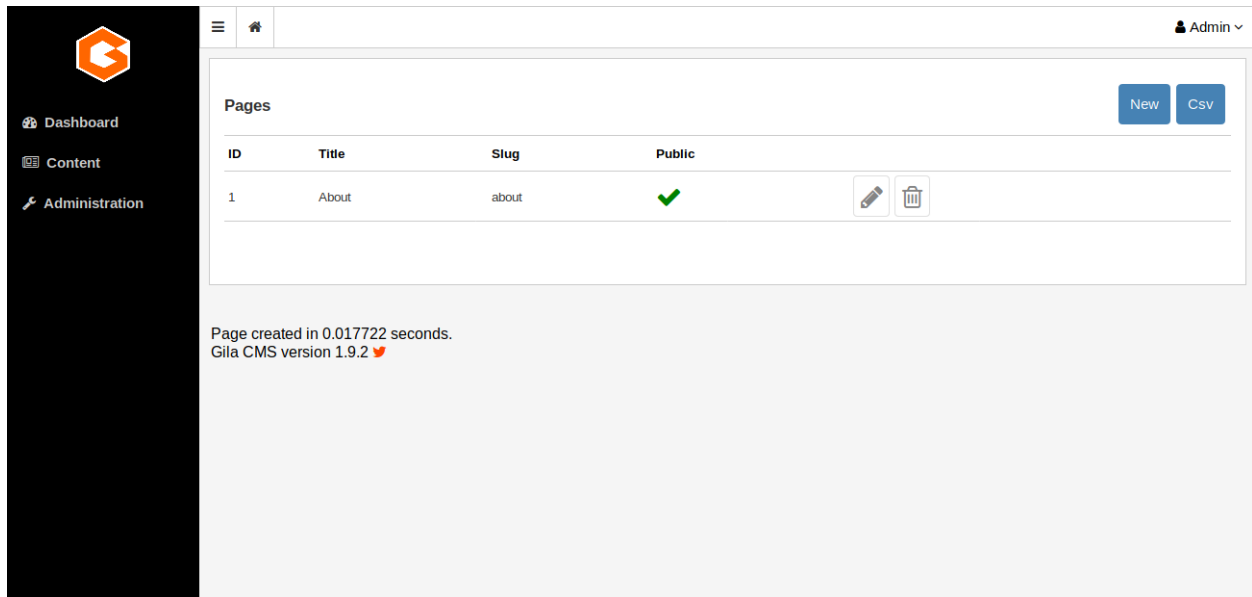 Admin
Dashboard
Content
Administration
Pages
New Csv
ID Title Slug Public
1 About about
Page created in 0.017722 seconds.
Gila CMS version 1.9.2